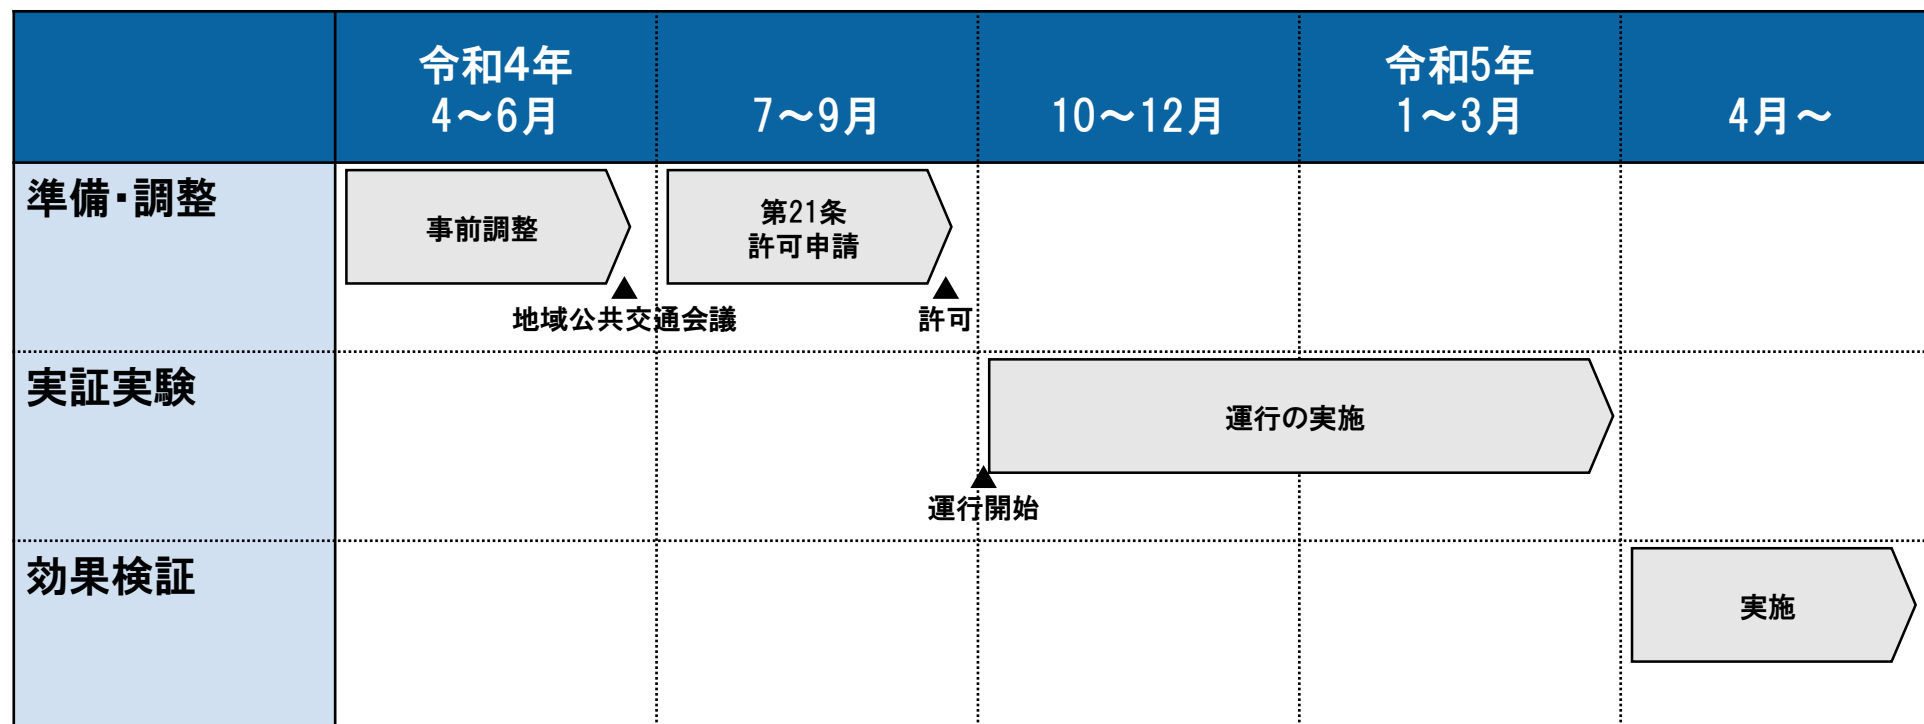 令和4年
4～6月
7～9月
10～12月
令和5年
1～3月
4月～
準備・調整
事前調整
第21条
許可申請
▲
地域公共交通会議
▲
許可
実証実験
運行の実施
▲
運行開始
効果検証
実施